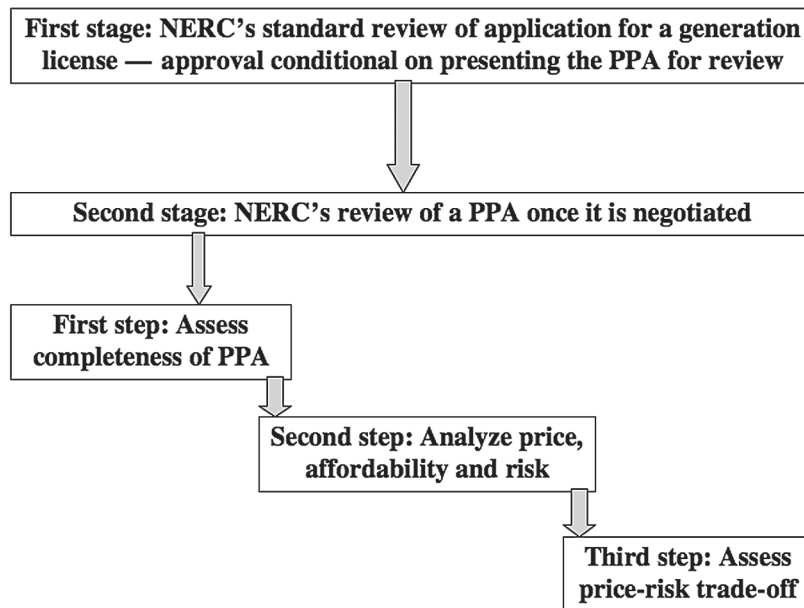 First stage: NERC’s standard review of application for a generation
license — approval conditional on presenting the PPA for review
Second stage: NERC’s review of a PPA once it is negotiated
First step: Assess
completeness of PPA
Second step: Analyze price,
affordability and risk
Third step: Assess
price-risk trade-off